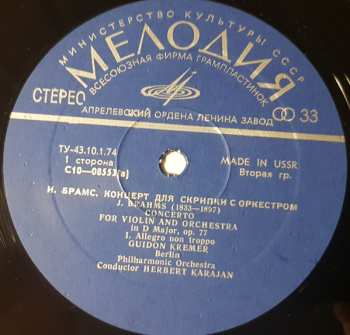 МИНИСТЕРСТВО КУЛЬТУРЫ СССР
МЕЛОДИЯ
ВСЕСОЮЗНАЯ ФИРМА ГРАМПЛАСТИНОК
СТЕРЕО
33
АПРЕЛЕВСКИЙ ОРДЕНА ЛЕНИНА ЗАВОД
ТУ-43.10.1.74
1 сторона
С10—08553(а)
MADE IN USSR
Вторая гр.
И. БРАМС. КОНЦЕРТ ДЛЯ СКРИПКИ С ОРКЕСТРОМ
J. BRAHMS (1833—1897)
CONCERTO
FOR VIOLIN AND ORCHESTRA
in D Major, op. 77
1. Allegro non troppo
GUIDON KREMER
Berlin
Philharmonic Orchestra
Conductor HERBERT KARAJAN